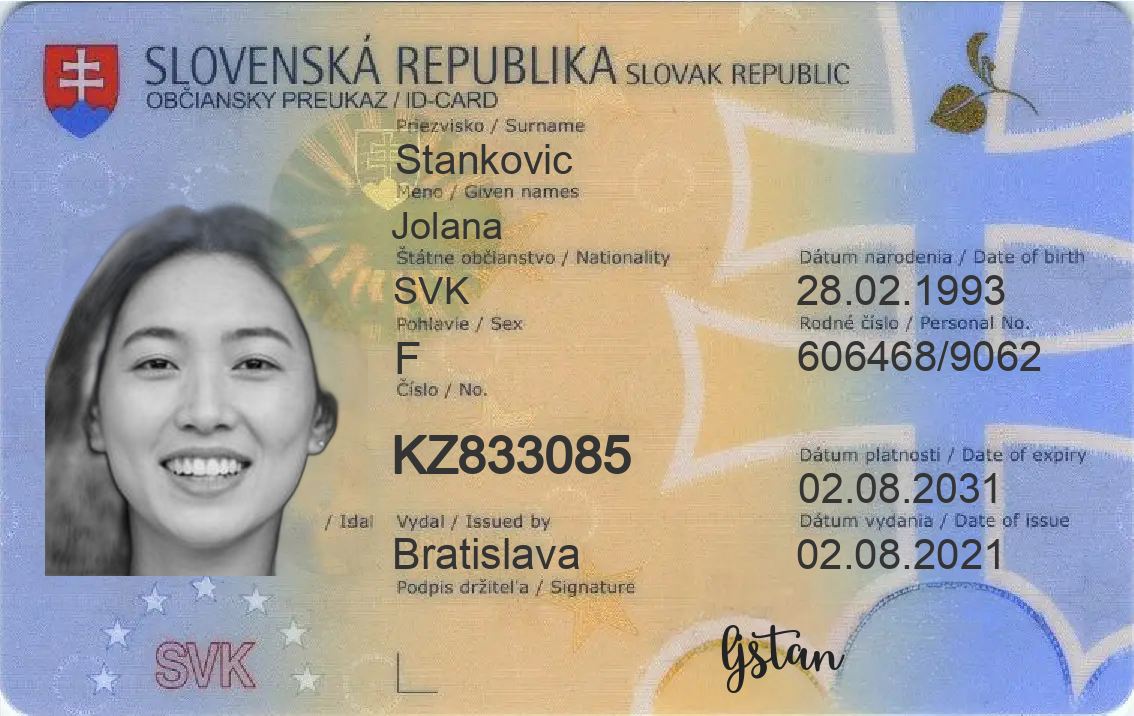 SLOVENSKÁ REPUBLIKA SLOVAK REPUBLIC
OBČIANSKY PREUKAZ / ID-CARD
Priezvisko / Surname
Stankovic
Meno / Given names
Jolana
Štátne občianstvo / Nationality
SVK
Dátum narodenia / Date of birth
28.02.1993
Pohlavie / Sex
F
Rodné číslo / Personal No.
606468/9062
Číslo / No.
KZ833085
Dátum platnosti / Date of expiry
02.08.2031
/ Idal
Vydal / Issued by
Bratislava
Dátum vydania / Date of issue
02.08.2021
Podpis držiteľa / Signature
SVK